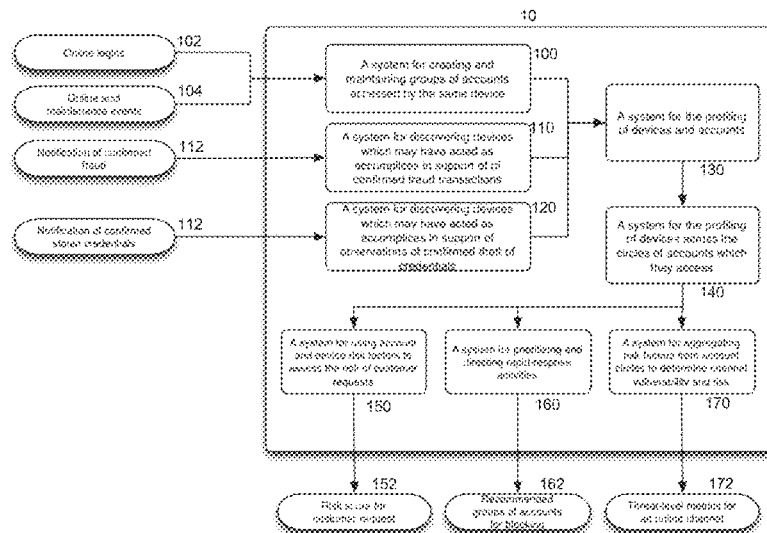 10
Online logins
102
Online and
maintenance events
104
Notification of confirmed
fraud
112
Notification of confirmed
stolen credentials
112
A system for creating and
maintaining groups of accounts
accessed by the same device
100
A system for discovering devices
which may have acted as
accomplices in support of of
confirmed fraud transactions
110
A system for discovering devices
which may have acted as
accomplices in support of
observations of confirmed theft of
credentials
120
A system for the profiling
of devices and accounts
130
A system for the profiling
of devices across the
circles of accounts which
they access
140
A system for using account
and device risk factors to
assess the risk of customer
requests
150
A system for prioritizing and
directing rapid-response
activities
160
A system for aggregating
risk factors from account
circles to determine channel
vulnerability and risk
170
152
Risk score for
customer request
162
Recommended
groups of accounts
for blocking
172
Threat-level metrics for
an online channel